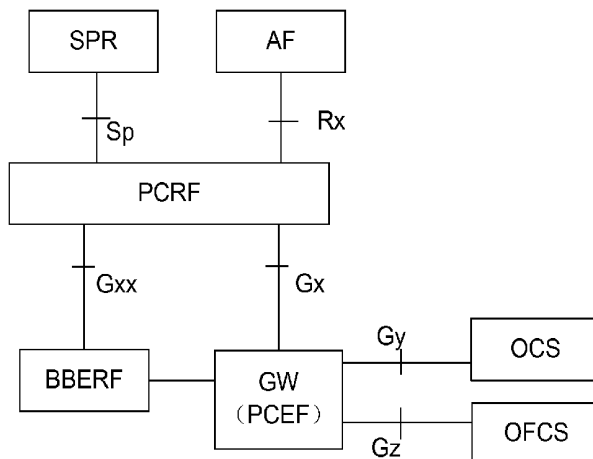 SPR
AF
Sp
Rx
PCRF
Gxx
Gx
Gy
OCS
BBERF
GW
(PCEF)
Gz
OFCS